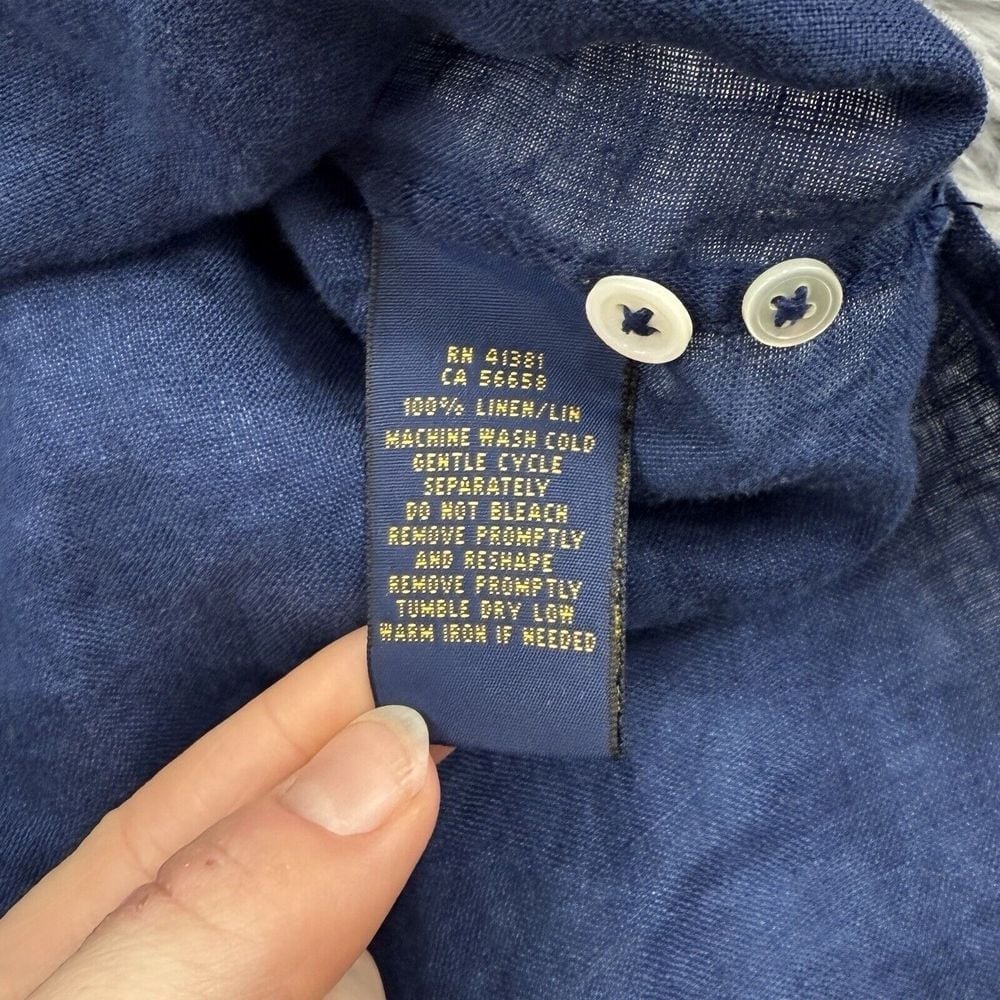 RN 41381
CA 56658
100% LINEN/LIN
MACHINE WASH COLD
GENTLE CYCLE
SEPARATELY
DO NOT BLEACH
REMOVE PROMPTLY
AND RESHAPE
REMOVE PROMPTLY
TUMBLE DRY LOW
WARM IRON IF NEEDED